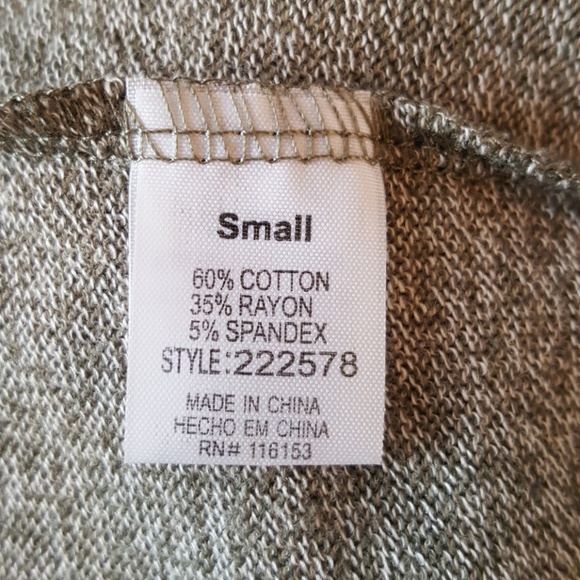 Small
60% COTTON
35% RAYON
5% SPANDEX
STYLE:222578
MADE IN CHINA
HECHO EM CHINA
RN# 116153